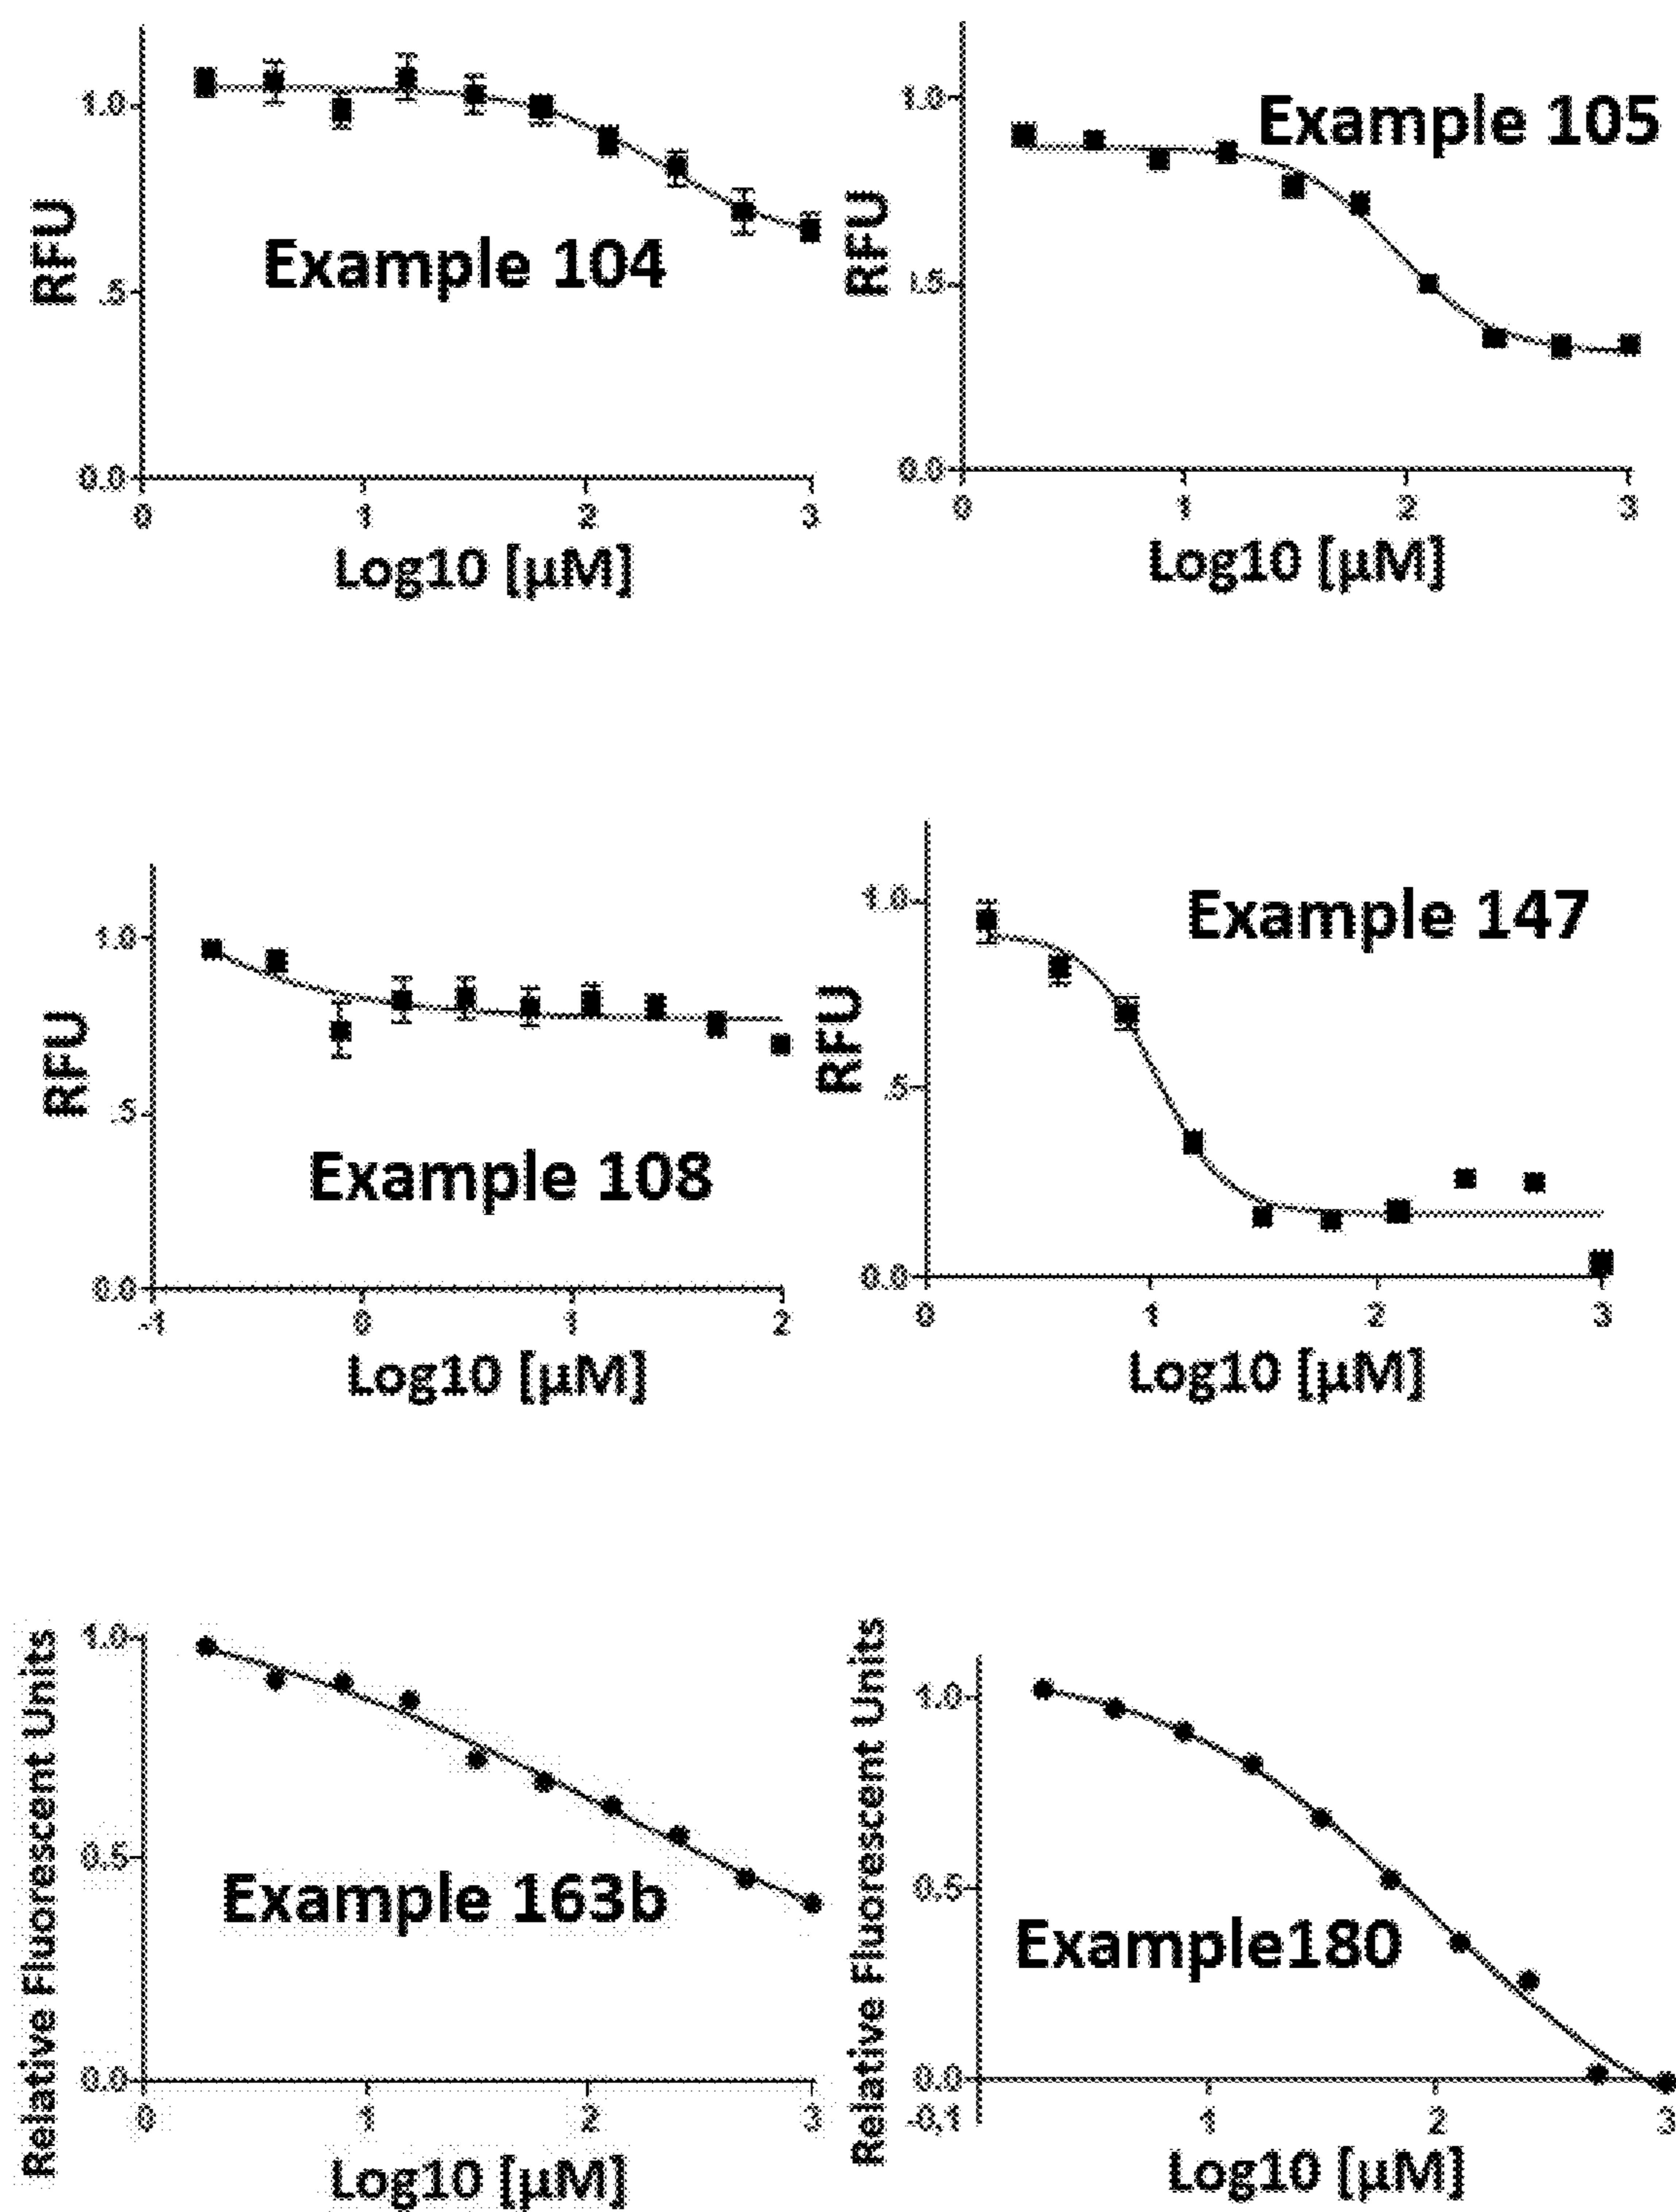 1.0
RFU
Example 104
.5
0.0
0 1 2 3
Log10 [µM]
1.0
Example 105
RFU
.5
0.0
0 1 2 3
Log10 [µM]
1.0
RFU
.5
Example 108
0.0
-1 0 1 2
Log10 [µM]
1.0
Example 147
RFU
.5
0.0
0 1 2 3
Log10 [µM]
Relative Fluorescent Units
1.0
0.5
Example 163b
0.0
0 1 2 3
Log10 [µM]
Relative Fluorescent Units
1.0
0.5
Example180
0.0
-0.1
1 2 3
Log10 [µM]